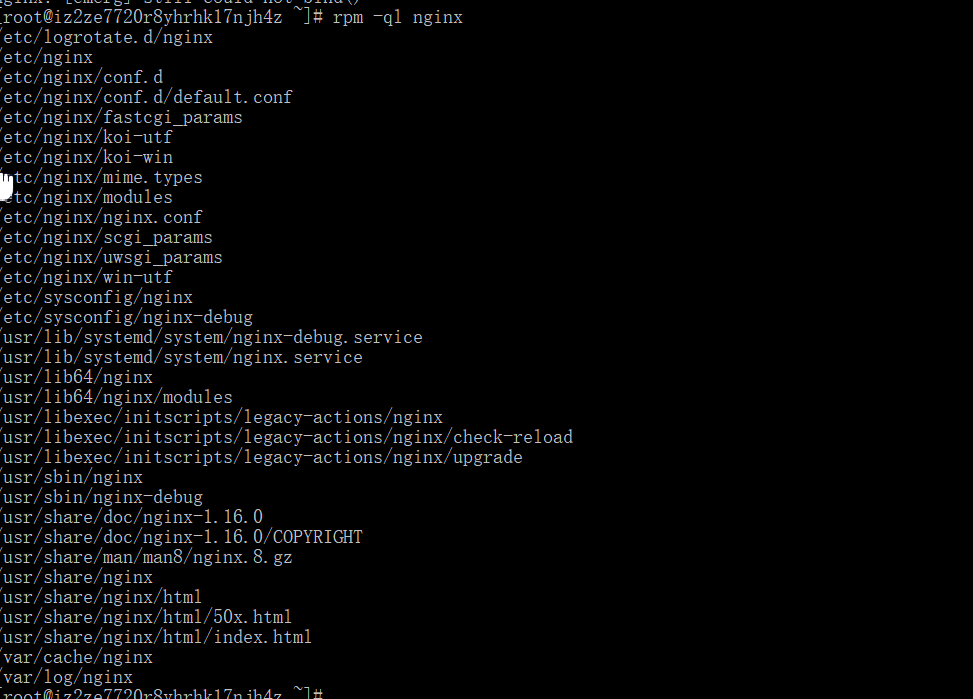 nginx: [emerg] still could not bind()
[root@iz2ze7720r8yhrhk17njh4z ~]# rpm -ql nginx
/etc/logrotate.d/nginx
/etc/nginx
/etc/nginx/conf.d
/etc/nginx/conf.d/default.conf
/etc/nginx/fastcgi_params
/etc/nginx/koi-utf
/etc/nginx/koi-win
/etc/nginx/mime.types
/etc/nginx/modules
/etc/nginx/nginx.conf
/etc/nginx/scgi_params
/etc/nginx/uwsgi_params
/etc/nginx/win-utf
/etc/sysconfig/nginx
/etc/sysconfig/nginx-debug
/usr/lib/systemd/system/nginx-debug.service
/usr/lib/systemd/system/nginx.service
/usr/lib64/nginx
/usr/lib64/nginx/modules
/usr/libexec/initscripts/legacy-actions/nginx
/usr/libexec/initscripts/legacy-actions/nginx/check-reload
/usr/libexec/initscripts/legacy-actions/nginx/upgrade
/usr/sbin/nginx
/usr/sbin/nginx-debug
/usr/share/doc/nginx-1.16.0
/usr/share/doc/nginx-1.16.0/COPYRIGHT
/usr/share/man/man8/nginx.8.gz
/usr/share/nginx
/usr/share/nginx/html
/usr/share/nginx/html/50x.html
/usr/share/nginx/html/index.html
/var/cache/nginx
/var/log/nginx
[root@iz2ze7720r8yhrhk17njh4z ~]#